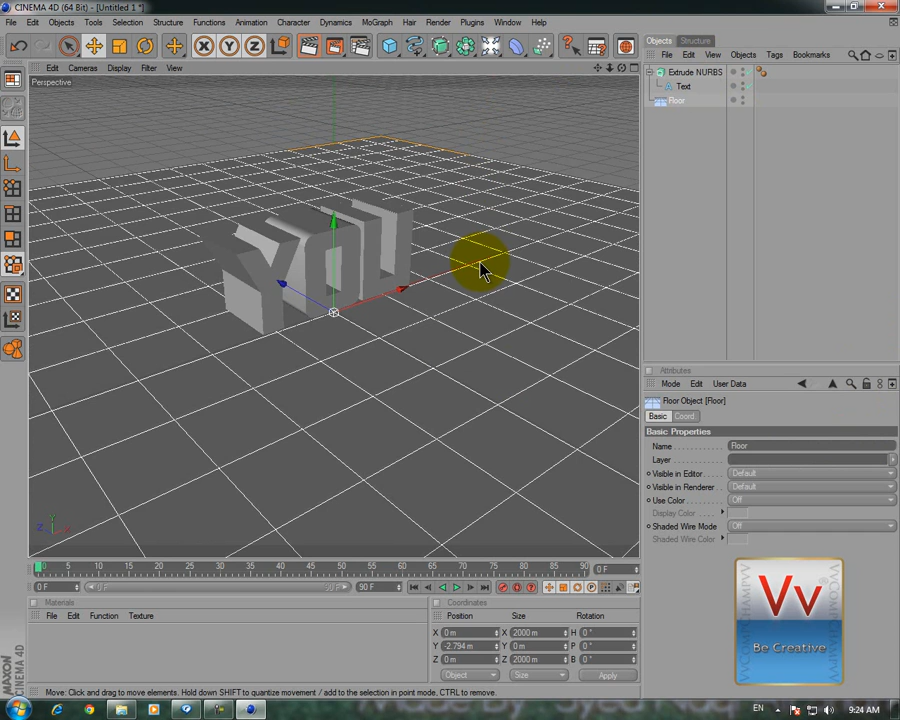 CINEMA 4D (64 Bit) - [Untitled 1 *]
File Edit Objects Tools Selection Structure Functions Animation Character Dynamics MoGraph Hair Render Plugins Window Help
X Y Z
Edit Cameras Display Filter View
Perspective
YOU
Y
Z X
Objects Structure
File Edit View Objects Tags Bookmarks
Extrude NURBS
Text
Floor
Attributes
Mode Edit User Data
Floor Object [Floor]
Basic Coord.
Basic Properties
Name Floor
Layer
Visible in Editor Default
Visible in Renderer Default
Use Color Off
Display Color
Shaded Wire Mode Off
Shaded Wire Color
Vv
VVCOMPCHAMPVV
Be Creative
0 5 10 15 20 25 30 35 40 45 50 55 60 65 70 75 80 85 90 0 F
0 F 0 F 90 F 90 F
Materials
File Edit Function Texture
Coordinates
Position Size Rotation
X 0 m X 2000 m H 0 °
Y -2.794 m Y 0 m P 0 °
Z 0 m Z 2000 m B 0 °
Object Size Apply
MAXON CINEMA 4D
Move: Click and drag to move elements. Hold down SHIFT to quantize movement / add to the selection in point mode, CTRL to remove.
EN 9:24 AM